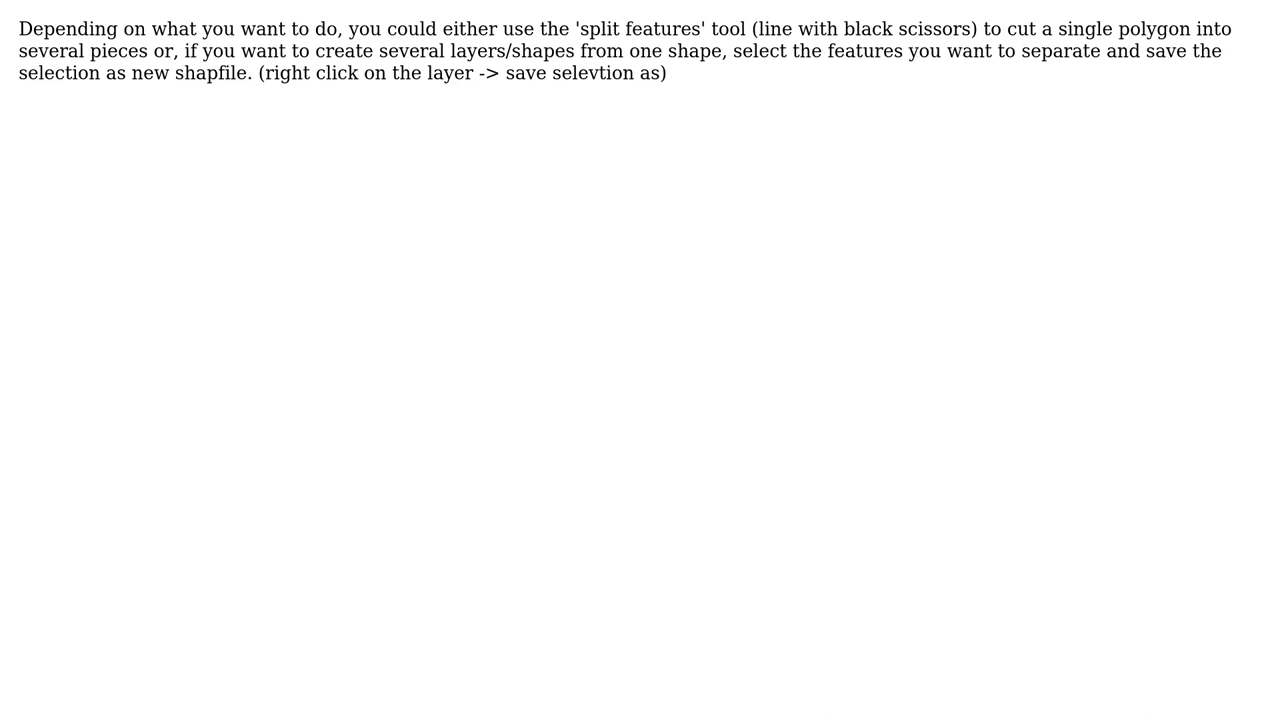 Depending on what you want to do, you could either use the 'split features' tool (line with black scissors) to cut a single polygon into
several pieces or, if you want to create several layers/shapes from one shape, select the features you want to separate and save the
selection as new shapfile. (right click on the layer -> save selevtion as)